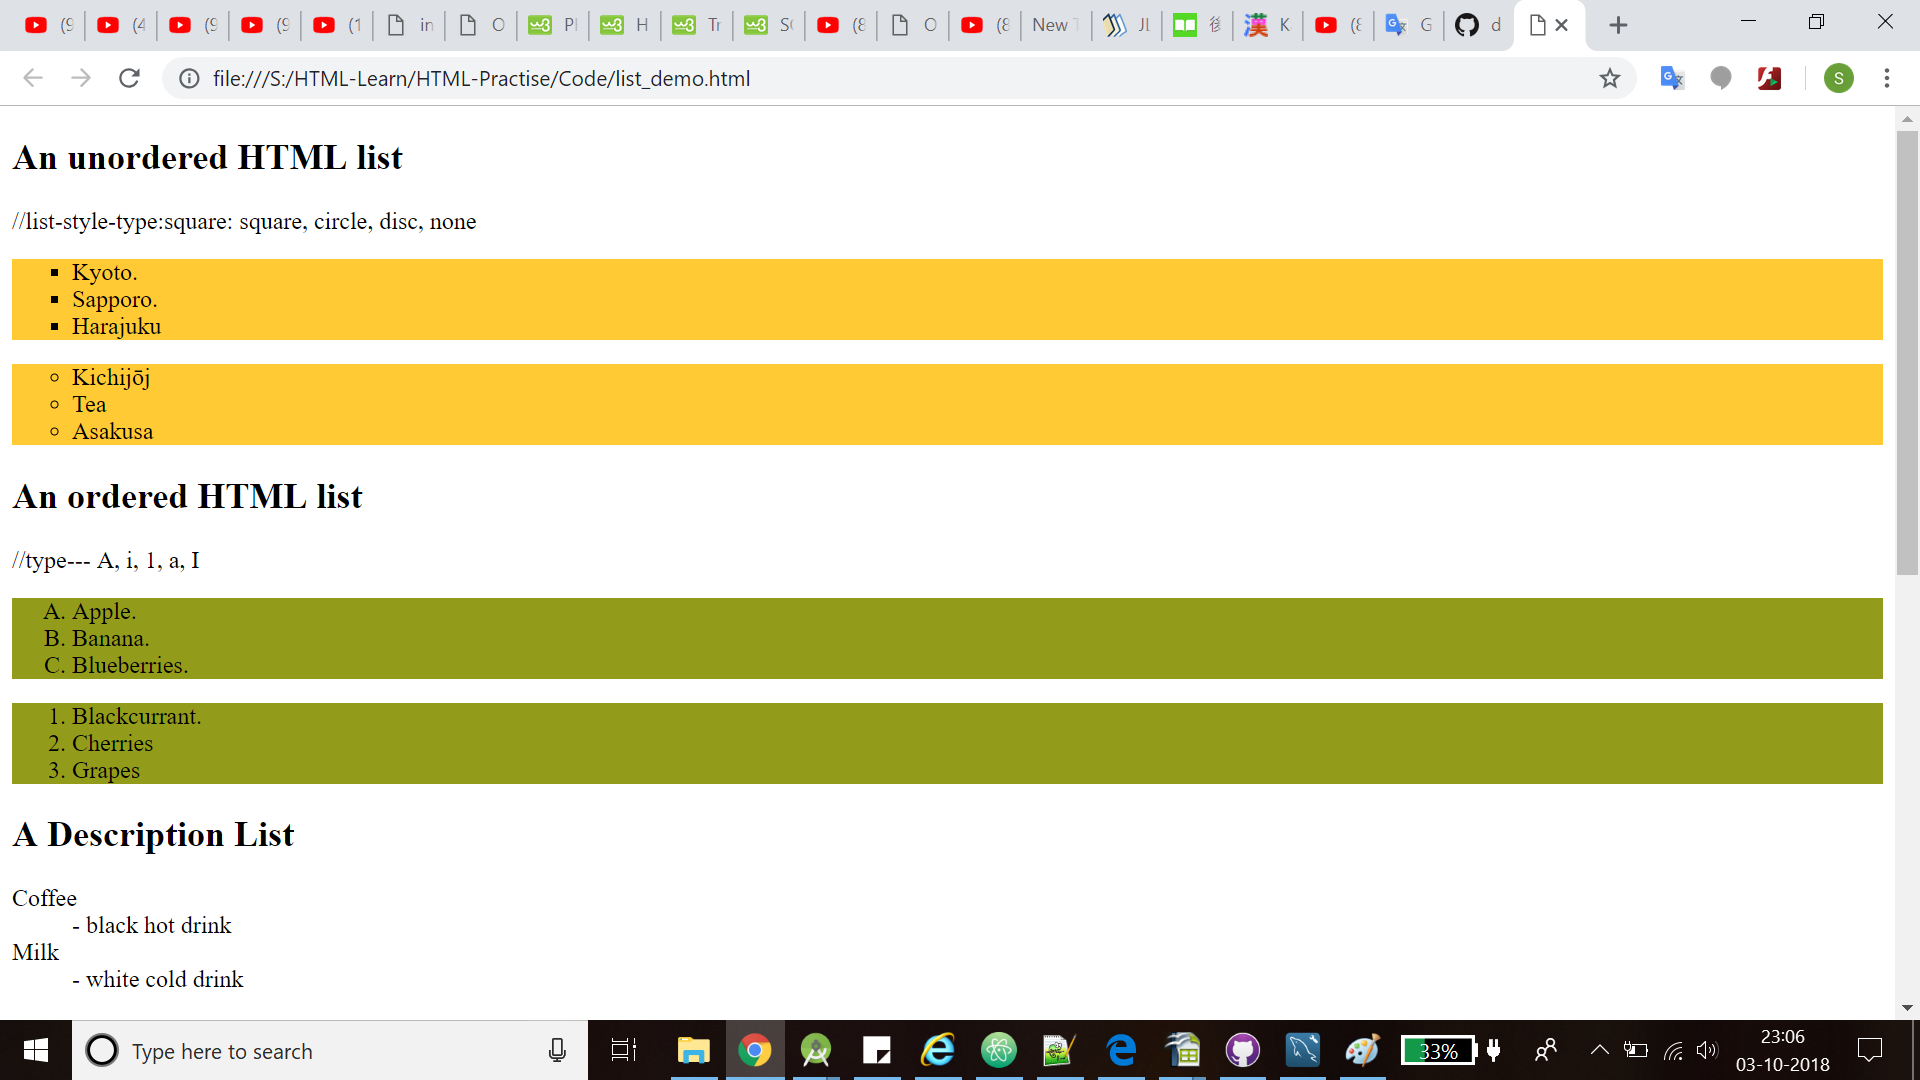 (9 (4 (9 (9 (1 in O Pl H Tr SC (8 O (8 New T JL 後 K (8 G d
file:///S:/HTML-Learn/HTML-Practise/Code/list_demo.html
S
An unordered HTML list
//list-style-type:square: square, circle, disc, none
Kyoto.
Sapporo.
Harajuku
Kichijōj
Tea
Asakusa
An ordered HTML list
//type--- A, i, 1, a, I
A. Apple.
B. Banana.
C. Blueberries.
1. Blackcurrant.
2. Cherries
3. Grapes
A Description List
Coffee
- black hot drink
Milk
- white cold drink
Type here to search
33%
23:06
03-10-2018